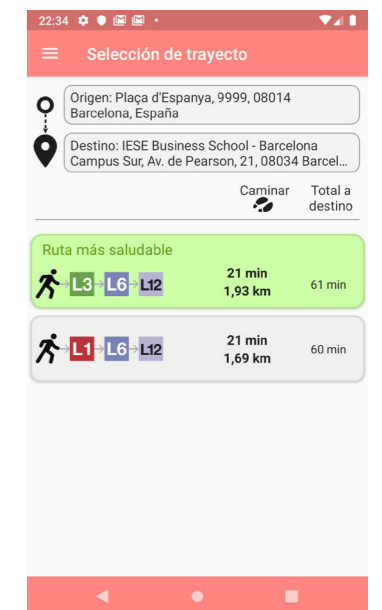 22:34
Selección de trayecto
Origen: Plaça d'Espanya, 9999, 08014
Barcelona, España
Destino: IESE Business School - Barcelona
Campus Sur, Av. de Pearson, 21, 08034 Barcel...
Caminar
Total a
destino
Ruta más saludable
L3 L6 L12
21 min
1,93 km
61 min
L1 L6 L12
21 min
1,69 km
60 min